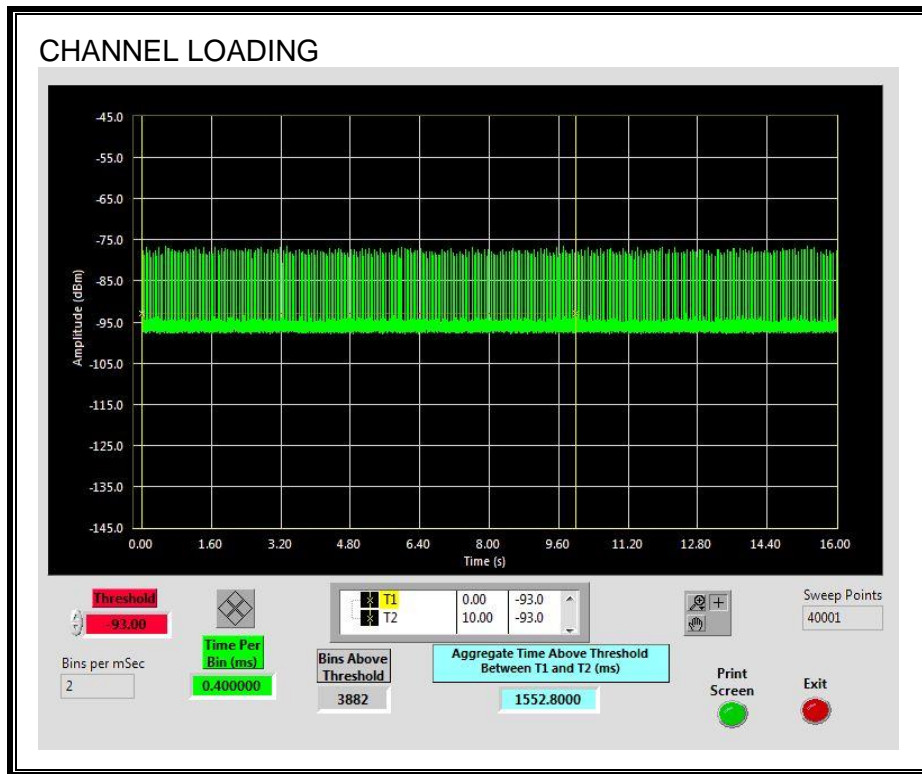 CHANNEL LOADING
-45.0
-55.0
-65.0
-75.0
-85.0
-95.0
-105.0
-115.0
-125.0
-135.0
-145.0
Amplitude (dBm)
0.00 1.60 3.20 4.80 6.40 8.00 9.60 11.20 12.80 14.40 16.00
Time (s)
Threshold
-93.00
Bins per mSec
2
Time Per
Bin (ms)
0.400000
T1 0.00 -93.0
T2 10.00 -93.0
Bins Above
Threshold
3882
Aggregate Time Above Threshold
Between T1 and T2 (ms)
1552.8000
Print
Screen
Sweep Points
40001
Exit